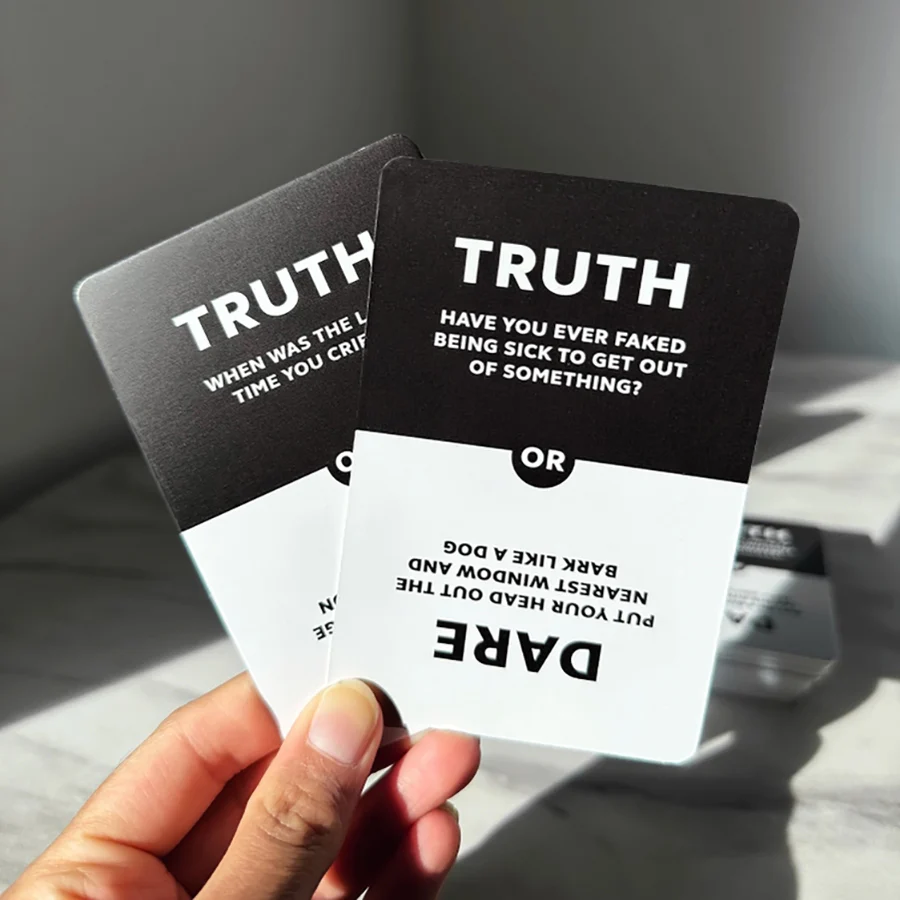 TRUTH
WHEN WAS THE
TIME YOU
TRUTH
HAVE YOU EVER FAKED
BEING SICK TO GET OUT
OF SOMETHING?
OR
DARE
PUT YOUR HEAD OUT THE
NEAREST WINDOW AND
BARK LIKE A DOG